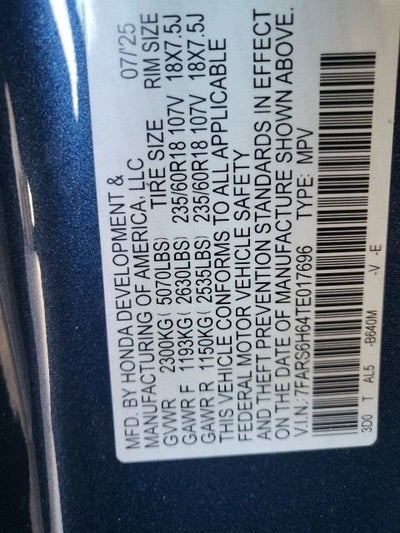 MFD. BY HONDA DEVELOPMENT &
MANUFACTURING OF AMERICA, LLC 07/'25
GVWR 2300KG( 5070LBS) TIRE SIZE RIM SIZE
GAWR F 1193KG( 2630LBS) 235/60R18 107V 18X7.5J
GAWR R 1150KG( 2535LBS) 235/60R18 107V 18X7.5J
THIS VEHICLE CONFORMS TO ALL APPLICABLE
FEDERAL MOTOR VEHICLE SAFETY
AND THEFT PREVENTION STANDARDS IN EFFECT
ON THE DATE OF MANUFACTURE SHOWN ABOVE.
V.I.N.:7FARS6H64TE017696 TYPE: MPV
3D0 T AL5 -B640M -V -E